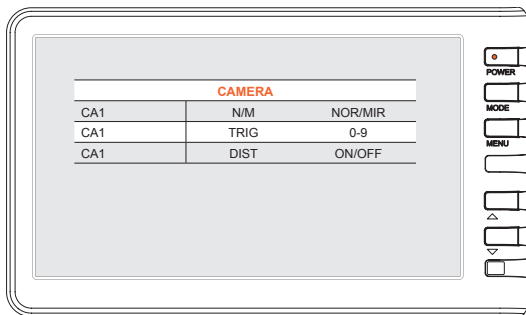 CAMERA
CA1 N/M NOR/MIR
CA1 TRIG 0-9
CA1 DIST ON/OFF
POWER
MODE
MENU